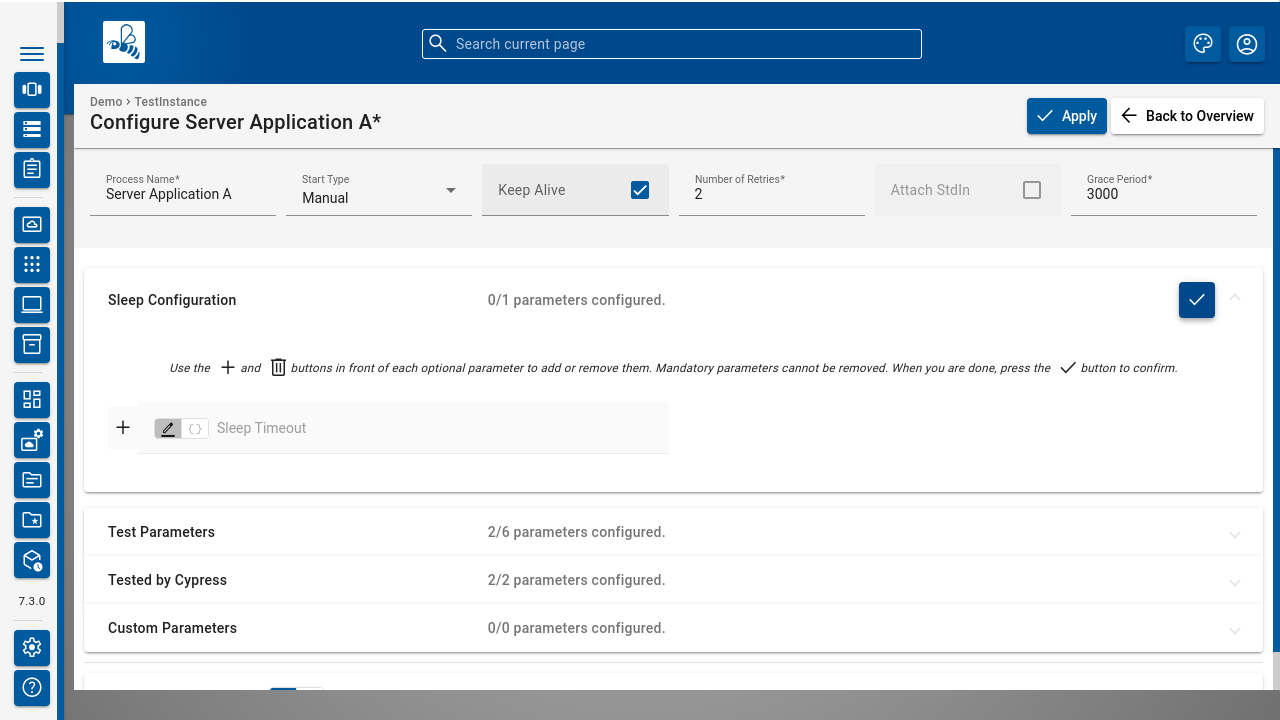 Search current page
Demo › TestInstance
Configure Server Application A*
Apply
Back to Overview
Process Name*
Server Application A
Start Type
Manual
Keep Alive
Number of Retries*
2
Attach StdIn
Grace Period*
3000
Sleep Configuration
0/1 parameters configured.
Use the + and buttons in front of each optional parameter to add or remove them. Mandatory parameters cannot be removed. When you are done, press the button to confirm.
+ {} Sleep Timeout
Test Parameters
2/6 parameters configured.
Tested by Cypress
2/2 parameters configured.
Custom Parameters
0/0 parameters configured.
7.3.0